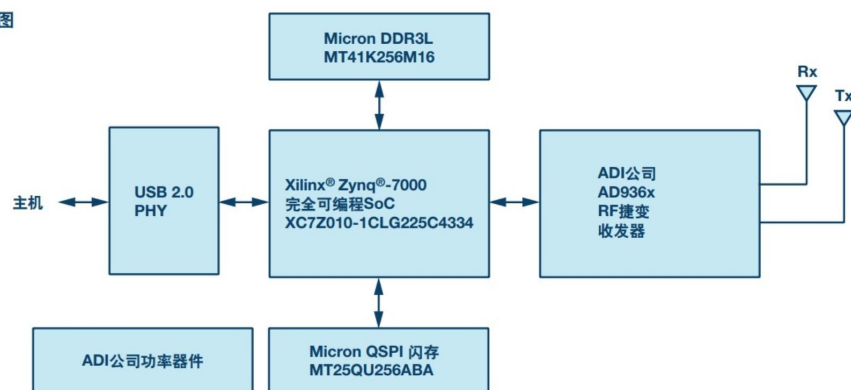 图
Micron DDR3L
MT41K256M16
Rx
Tx
主机
USB 2.0
PHY
Xilinx® Zynq®-7000
完全可编程SoC
XC7Z010-1CLG225C4334
ADI公司
AD936x
RF捷变
收发器
ADI公司功率器件
Micron QSPI 闪存
MT25QU256ABA